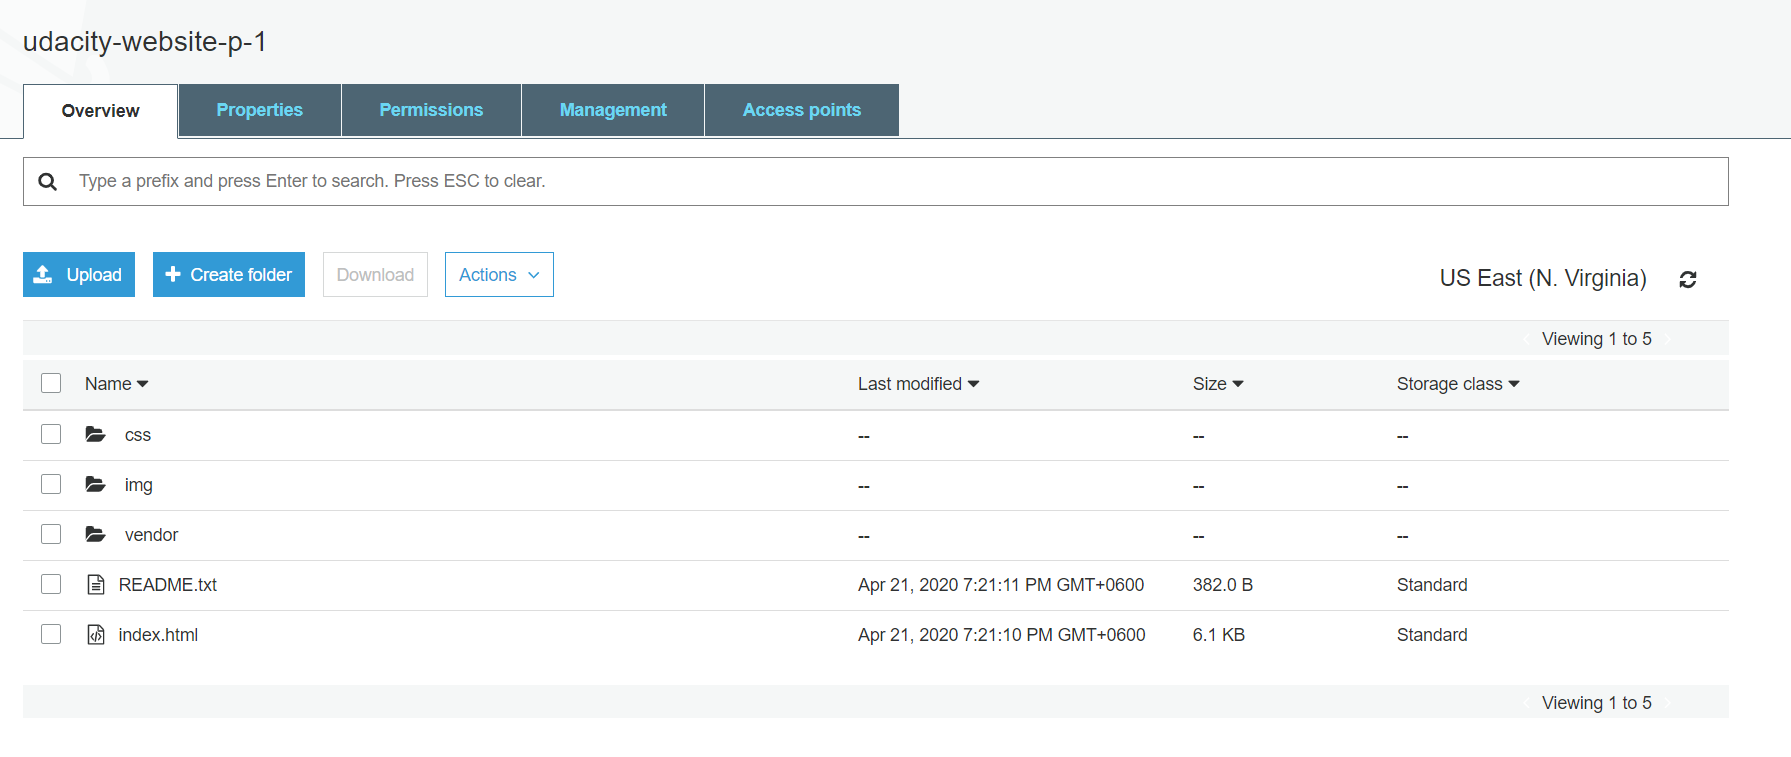 udacity-website-p-1
Overview Properties Permissions Management Access points
Type a prefix and press Enter to search. Press ESC to clear.
Upload Create folder Download Actions US East (N. Virginia)
Viewing 1 to 5
Name Last modified Size Storage class
css -- -- --
img -- -- --
vendor -- -- --
README.txt Apr 21, 2020 7:21:11 PM GMT+0600 382.0 B Standard
index.html Apr 21, 2020 7:21:10 PM GMT+0600 6.1 KB Standard
Viewing 1 to 5